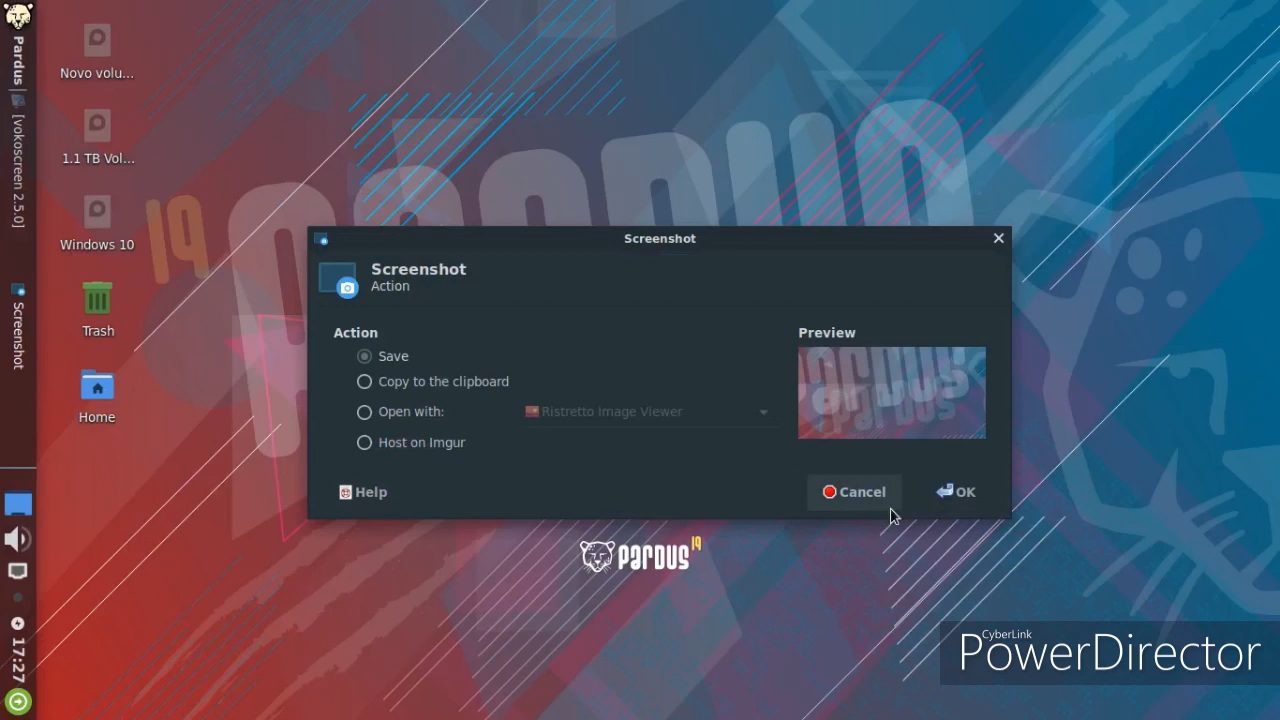 Pardus
[vokoscreen 2.5.0]
Screenshot
17:27
Novo volu...
1.1 TB Vol...
Windows 10
Trash
Home
19
Screenshot
Screenshot
Action
Action
Save
Copy to the clipboard
Open with:
Ristretto Image Viewer
Host on Imgur
Preview
Help
Cancel
OK
PARDUS 19
CyberLink
PowerDirector